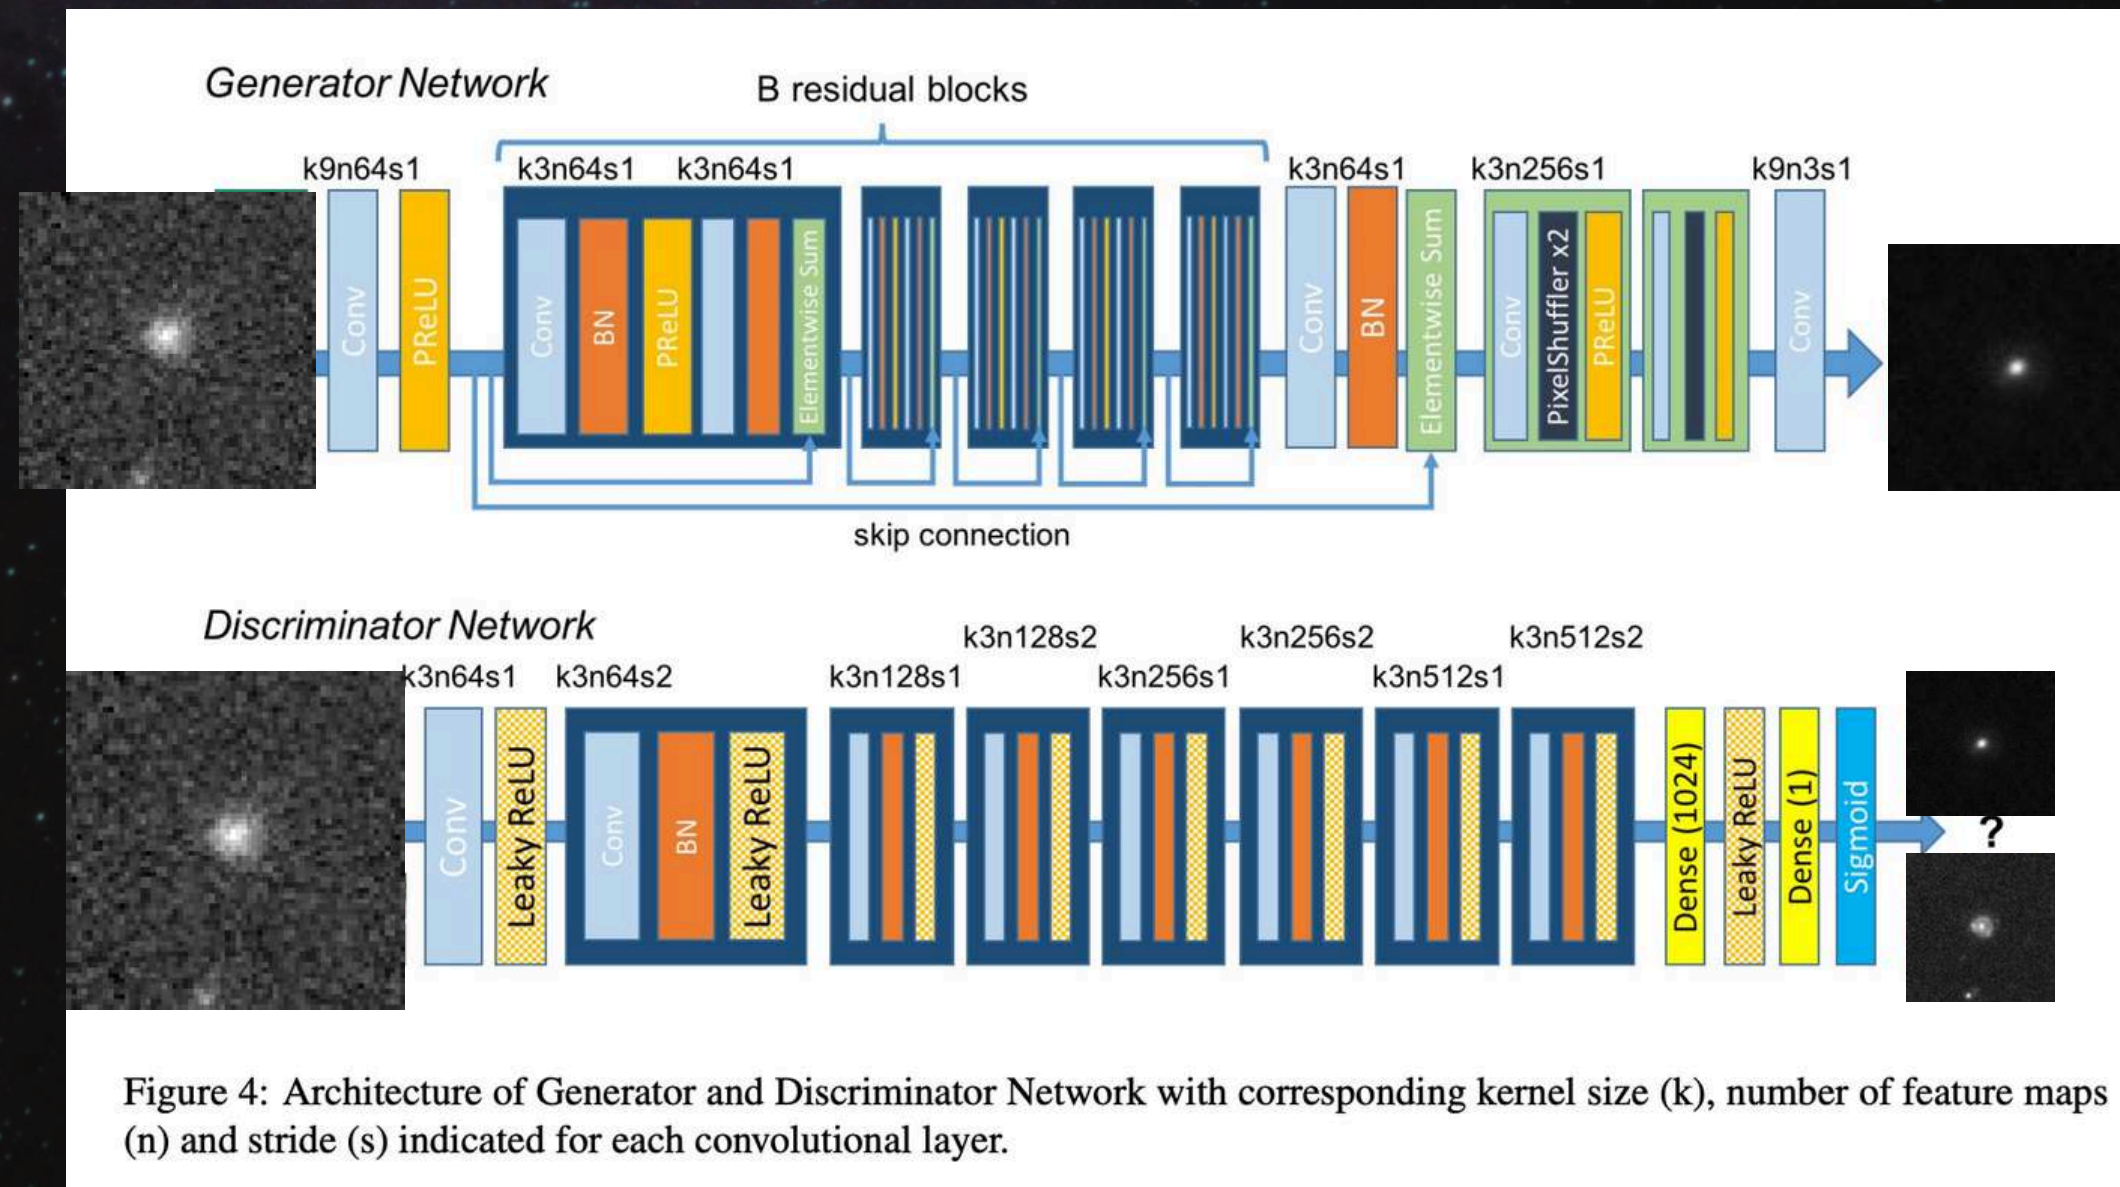 Generator Network
B residual blocks
k9n64s1
k3n64s1
k3n64s1
k3n64s1
k3n256s1
k9n3s1
Conv
PReLU
Conv
BN
PReLU
Elementwise Sum
Conv
BN
Elementwise Sum
Conv
PixelShuffler x2
PReLU
Conv
skip connection
Discriminator Network
k3n128s2
k3n256s2
k3n512s2
k3n64s1
k3n64s2
k3n128s1
k3n256s1
k3n512s1
Conv
Leaky ReLU
Conv
BN
Leaky ReLU
Dense (1024)
Leaky ReLU
Dense (1)
Sigmoid
?
Figure 4: Architecture of Generator and Discriminator Network with corresponding kernel size (k), number of feature maps
(n) and stride (s) indicated for each convolutional layer.